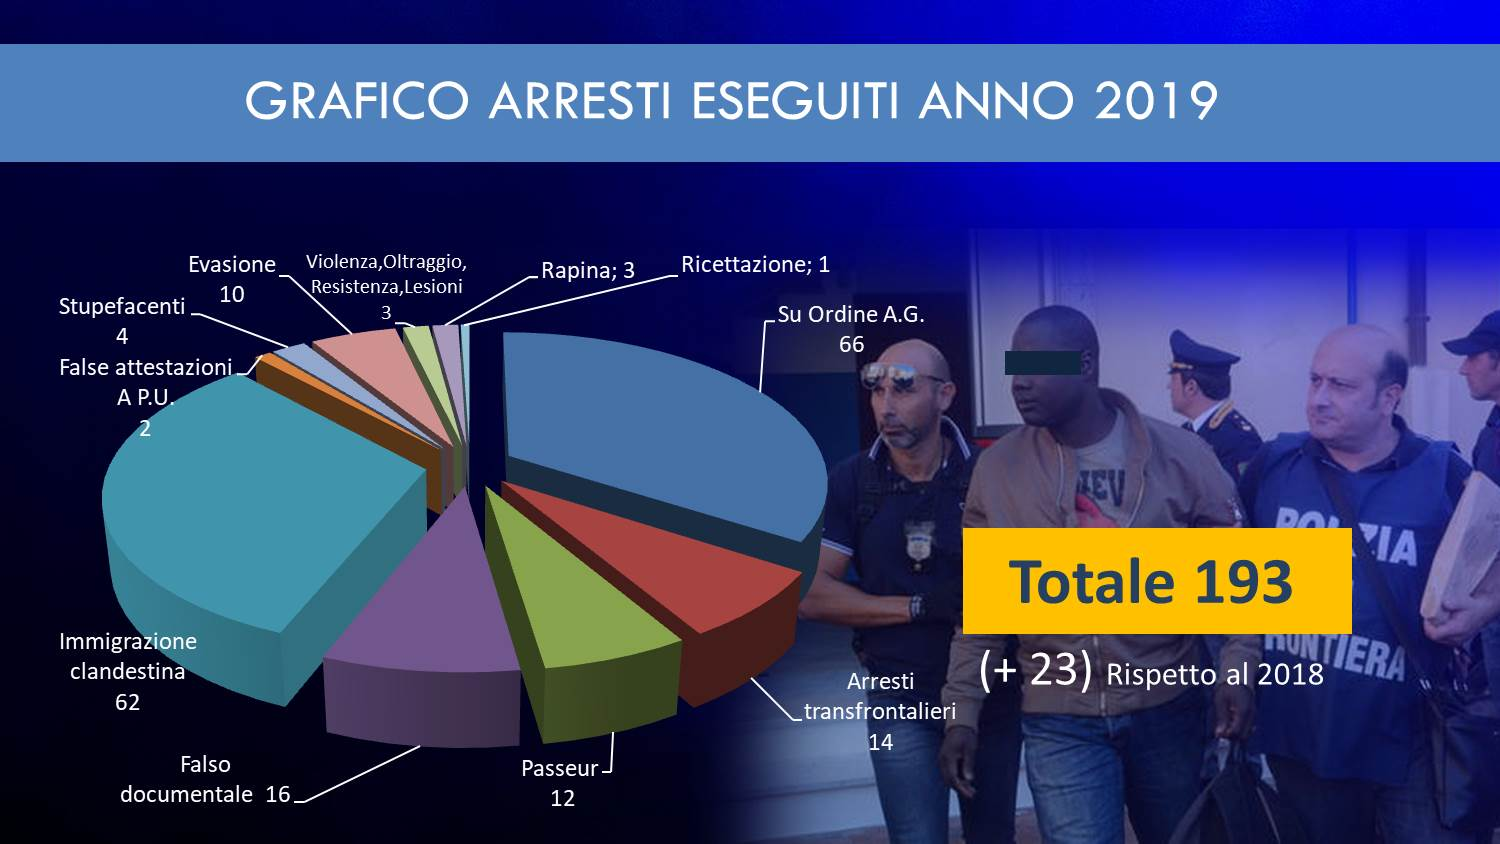 GRAFICO ARRESTI ESEGUITI ANNO 2019
Evasione
10
Violenza,Oltraggio,
Resistenza,Lesioni
3
Rapina; 3
Ricettazione; 1
Stupefacenti
4
Su Ordine A.G.
66
False attestazioni
A P.U.
2
Immigrazione
clandestina
62
Falso
documentale 16
Passeur
12
Arresti
transfrontalieri
14
Totale 193
(+ 23) Rispetto al 2018